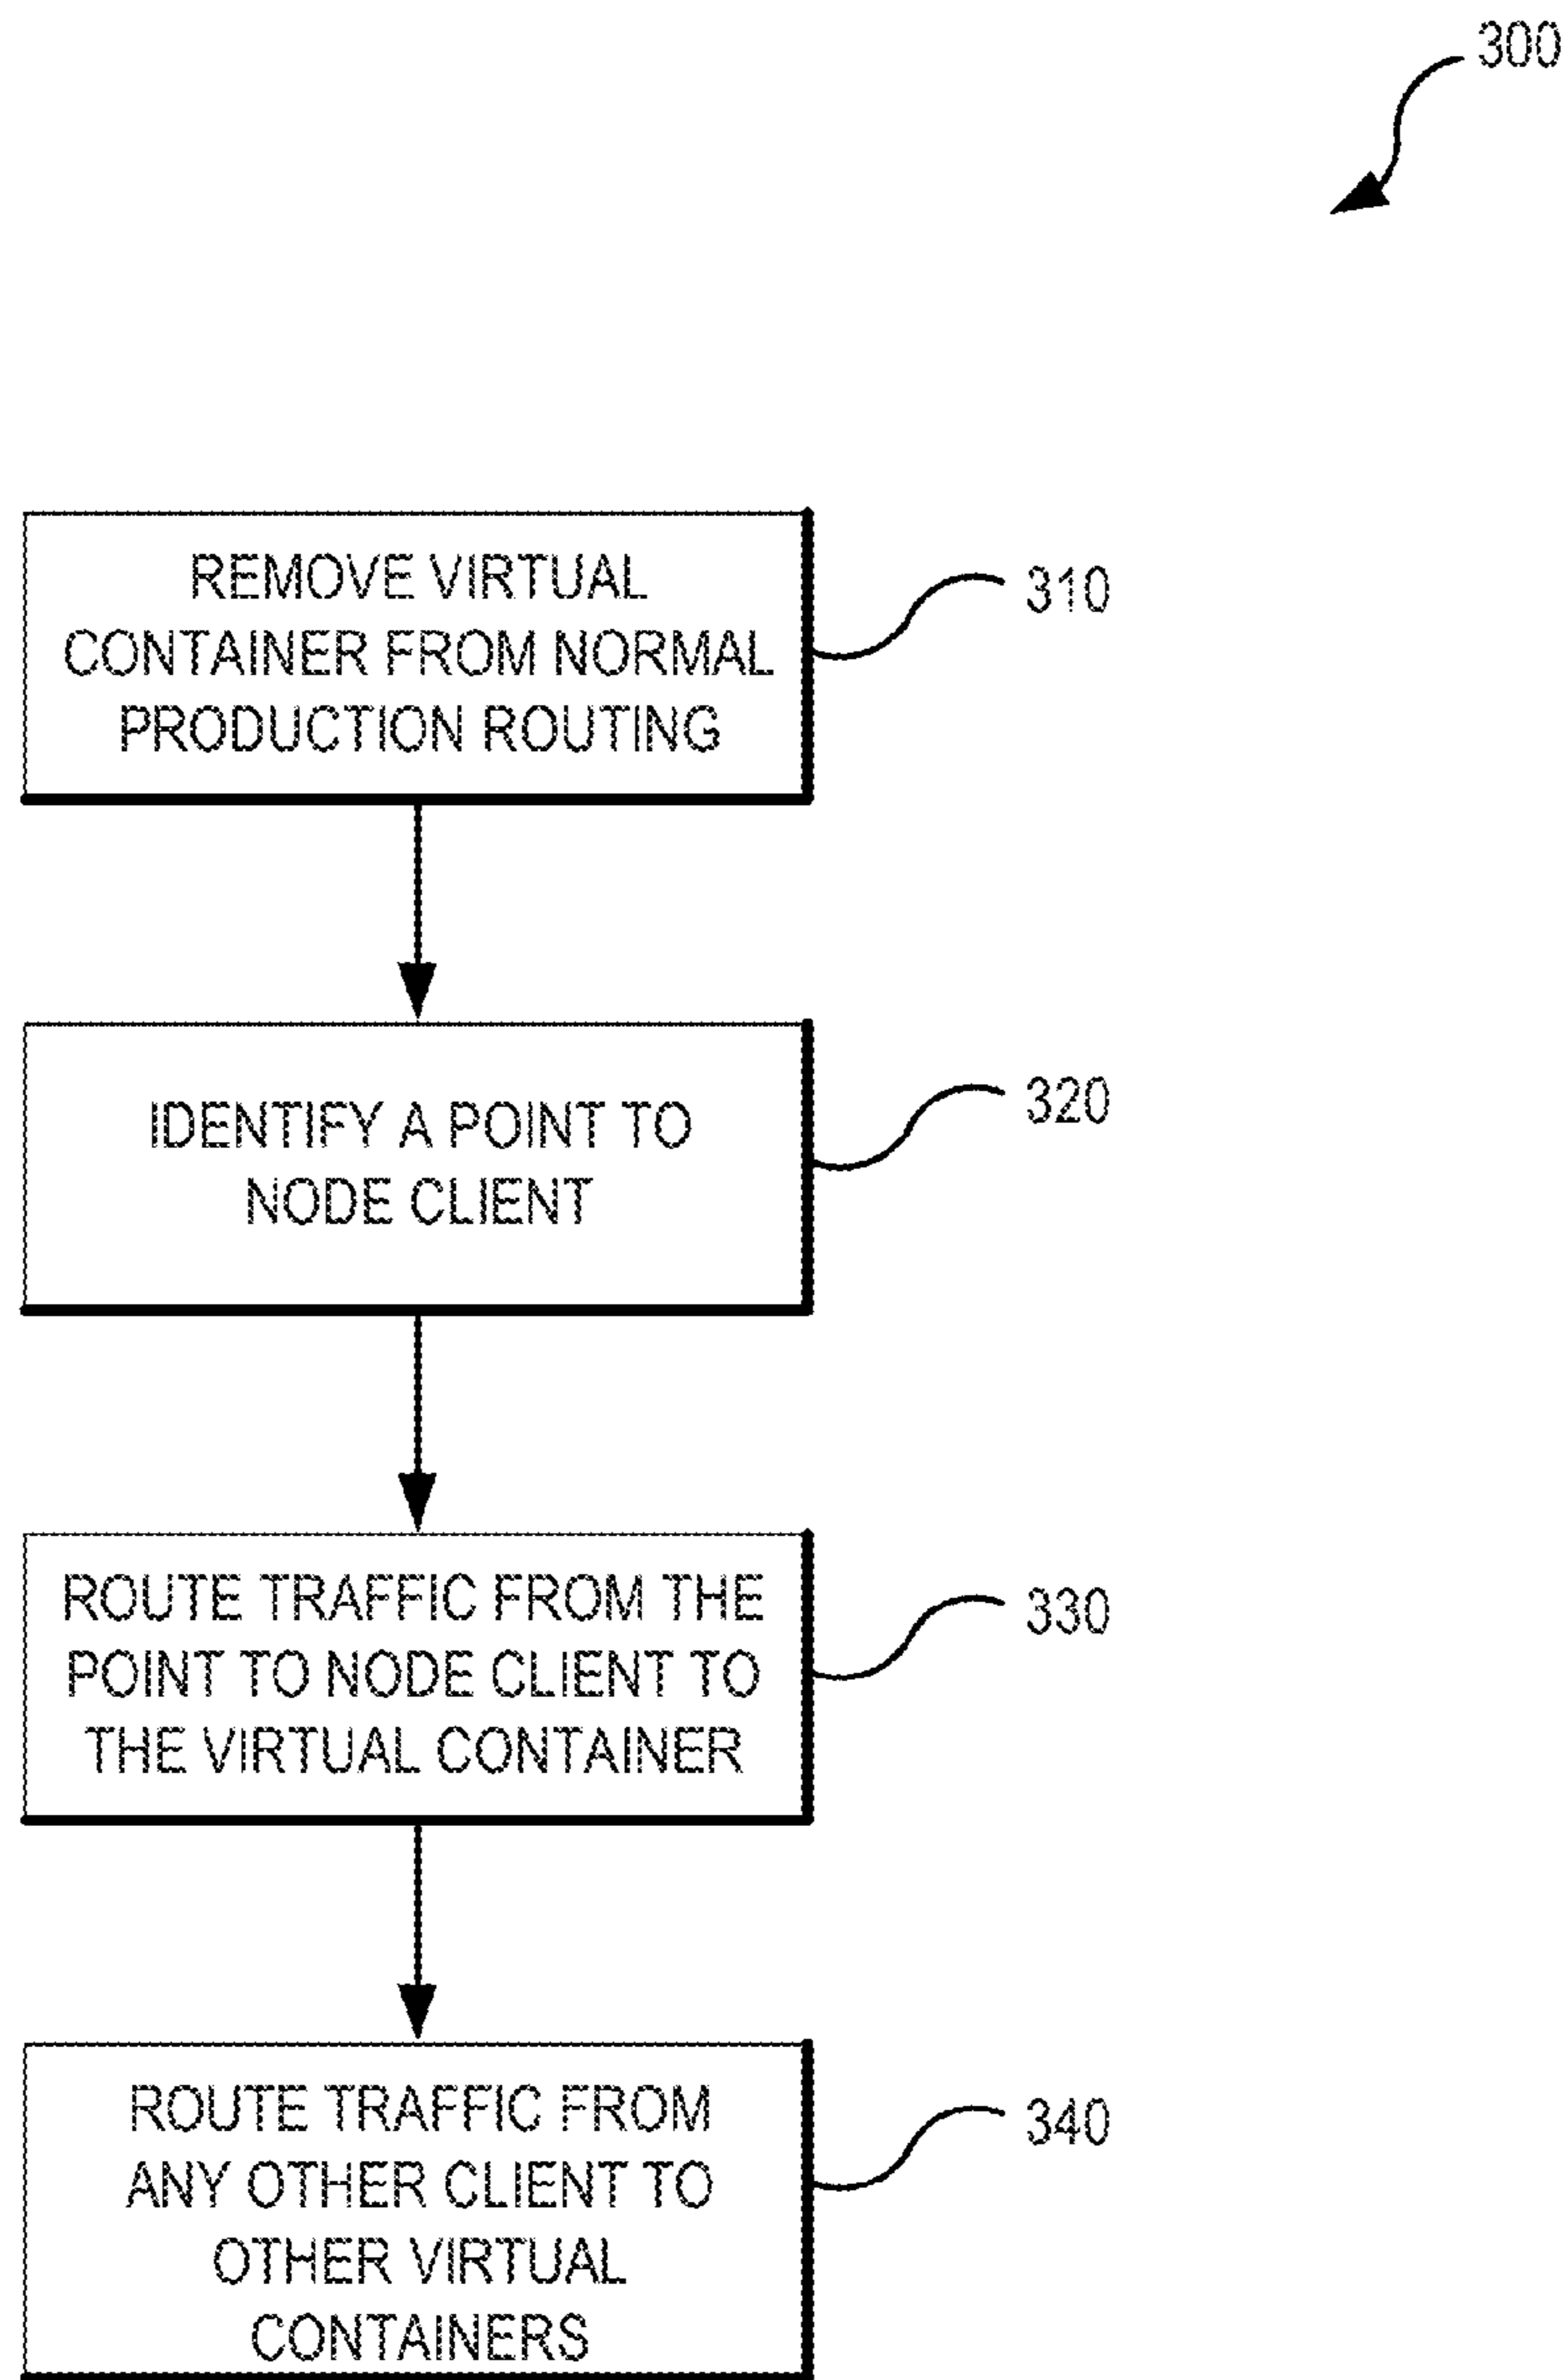 300
REMOVE VIRTUAL
CONTAINER FROM NORMAL
PRODUCTION ROUTING
310
IDENTIFY A POINT TO
NODE CLIENT
320
ROUTE TRAFFIC FROM THE
POINT TO NODE CLIENT TO
THE VIRTUAL CONTAINER
330
ROUTE TRAFFIC FROM
ANY OTHER CLIENT TO
OTHER VIRTUAL
CONTAINERS
340